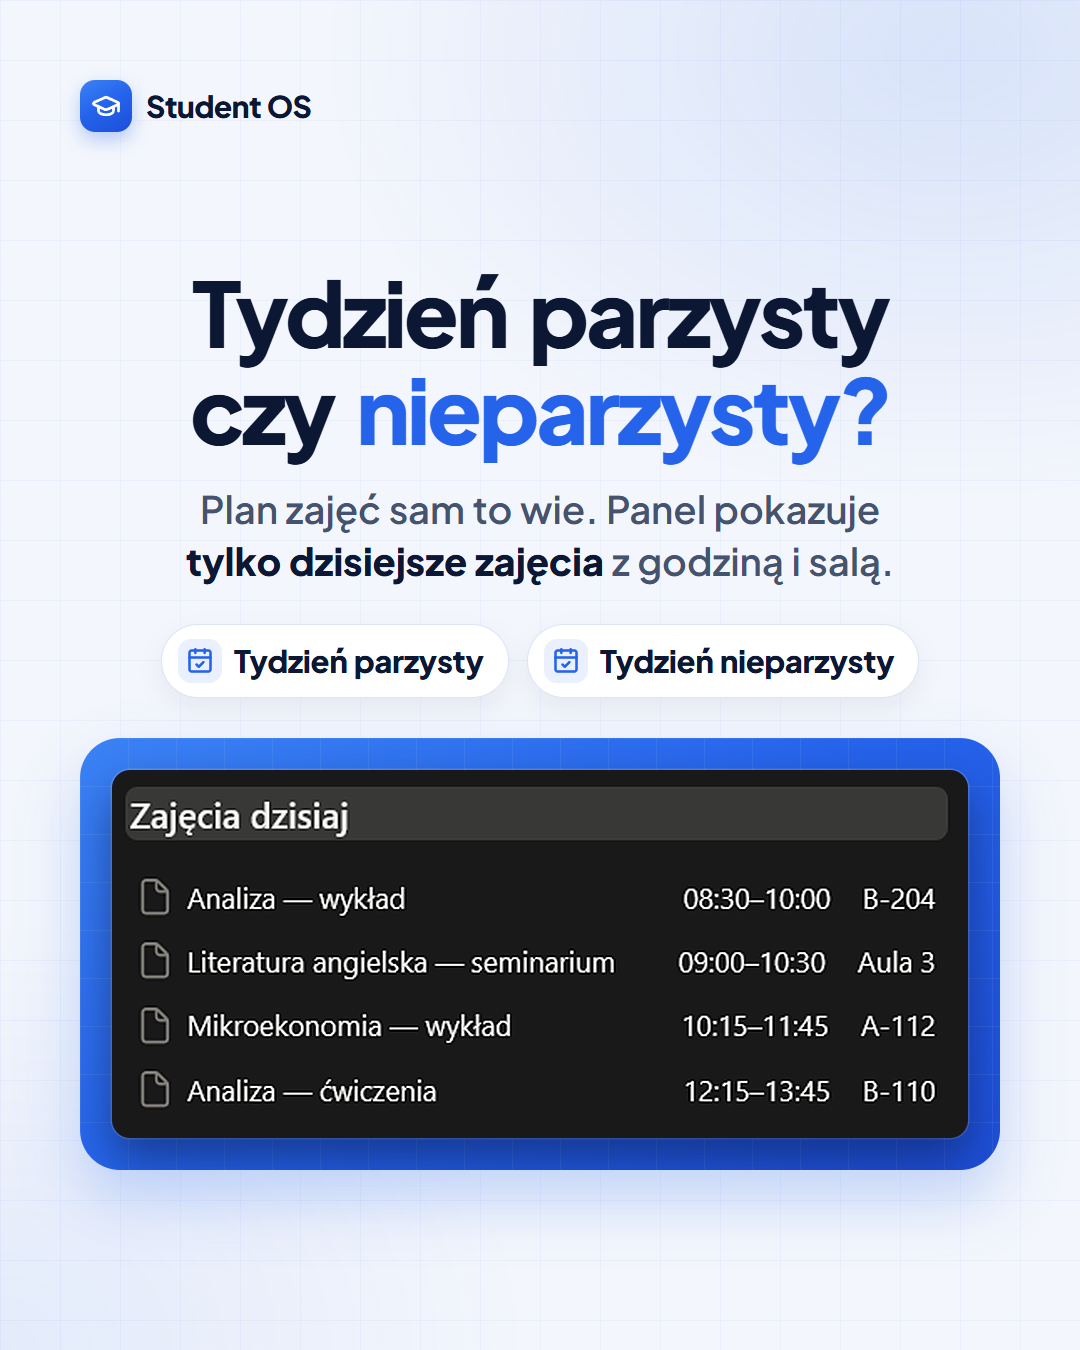 Student OS
Tydzień parzysty
czy nieparzysty?
Plan zajęć sam to wie. Panel pokazuje
tylko dzisiejsze zajęcia z godziną i salą.
Tydzień parzysty Tydzień nieparzysty
Zajęcia dzisiaj
Analiza — wykład 08:30–10:00 B-204
Literatura angielska — seminarium 09:00–10:30 Aula 3
Mikroekonomia — wykład 10:15–11:45 A-112
Analiza — ćwiczenia 12:15–13:45 B-110